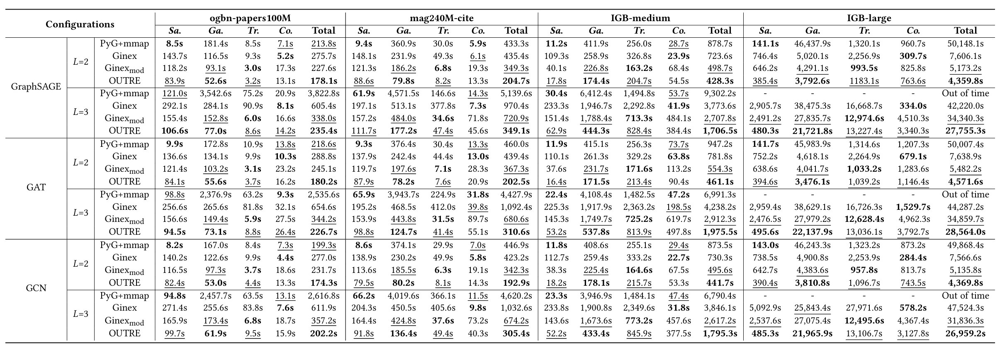 Configurations ogbn-papers100M mag240M-cite IGB-medium IGB-large
Sa. Ga. Tr. Co. Total Sa. Ga. Tr. Co. Total Sa. Ga. Tr. Co. Total Sa. Ga. Tr. Co. Total
GraphSAGE L=2 PyG+mmap 8.5s 181.4s 8.5s 7.1s 213.8s 9.4s 360.9s 30.0s 5.9s 433.3s 11.2s 411.9s 256.0s 28.7s 878.7s 141.1s 46,437.9s 1,320.1s 960.7s 50,148.1s
Ginex 143.7s 116.5s 9.3s 5.2s 275.7s 148.1s 231.9s 49.3s 6.1s 435.4s 109.3s 258.9s 326.8s 23.9s 723.6s 746.4s 5,020.1s 2,256.9s 309.7s 7,606.1s
Ginexmod 118.2s 93.1s 3.0s 17.3s 227.6s 121.3s 186.2s 6.8s 19.3s 349.3s 40.1s 226.8s 163.2s 68.4s 498.7s 646.2s 4,291.1s 993.5s 825.8s 5,173.2s
OUTRE 83.9s 52.6s 3.2s 13.1s 178.1s 88.6s 79.8s 8.2s 13.3s 204.7s 17.8s 174.4s 204.7s 54.5s 428.3s 385.4s 3,792.6s 1183.1s 763.6s 4,359.8s
L=3 PyG+mmap 121.0s 3,542.6s 75.2s 20.9s 3,822.8s 61.9s 4,571.5s 146.6s 14.3s 5,139.6s 30.4s 6,412.4s 1,494.8s 53.7s 9,302.2s - - - - Out of time
Ginex 292.1s 284.1s 90.9s 8.1s 605.4s 197.1s 513.1s 377.8s 7.3s 970.4s 233.3s 1,946.7s 2,292.8s 41.9s 3,773.6s 2,905.7s 38,475.3s 16,668.7s 334.0s 42,220.0s
Ginexmod 155.4s 152.8s 6.0s 16.6s 338.0s 157.2s 484.0s 34.6s 71.8s 720.9s 151.4s 1,788.4s 713.3s 484.1s 2,707.8s 2,491.2s 27,835.7s 12,974.6s 4,510.3s 34,340.3s
OUTRE 106.6s 77.0s 8.6s 14.2s 235.4s 111.7s 177.2s 47.4s 45.6s 349.1s 62.9s 444.3s 828.4s 384.4s 1,706.5s 480.3s 21,721.8s 13,227.4s 3,340.3s 27,755.3s
GAT L=2 PyG+mmap 9.9s 172.8s 10.9s 13.8s 218.6s 9.3s 376.4s 30.4s 13.3s 460.0s 11.9s 415.1s 256.3s 73.7s 947.2s 141.7s 45,983.9s 1,314.6s 1,207.3s 50,007.4s
Ginex 136.6s 134.1s 9.9s 10.3s 288.8s 137.9s 242.4s 44.4s 13.0s 439.4s 110.1s 261.3s 329.2s 63.8s 781.8s 752.2s 4,618.1s 2,264.9s 679.1s 7,638.9s
Ginexmod 121.4s 103.2s 3.1s 23.2s 245.1s 119.7s 197.6s 7.1s 28.3s 367.3s 37.6s 231.7s 171.6s 113.2s 554.3s 638.6s 4,041.7s 1,033.2s 1,283.6s 5,482.2s
OUTRE 84.1s 55.6s 3.7s 16.2s 180.2s 87.9s 78.2s 7.6s 20.9s 202.5s 16.4s 171.5s 213.4s 90.4s 461.1s 394.6s 3,476.1s 1,039.2s 1,146.4s 4,571.6s
L=3 PyG+mmap 98.8s 2,376.9s 63.2s 9.3s 2,535.6s 65.9s 3,943.7s 224.9s 31.8s 4,427.9s 22.4s 4,108.4s 1,482.5s 47.2s 6,991.3s - - - - Out of time
Ginex 256.6s 265.6s 81.8s 32.1s 654.6s 195.2s 468.5s 412.0s 39.8s 1,092.4s 225.3s 1,917.9s 2,363.2s 198.5s 4,238.2s 2,959.4s 38,629.1s 16,726.3s 1,529.7s 44,287.2s
Ginexmod 156.6s 149.4s 5.9s 27.5s 344.2s 153.9s 443.8s 31.5s 89.7s 680.6s 145.3s 1,749.7s 725.2s 619.7s 2,912.3s 2,476.5s 27,979.2s 12,628.4s 4,962.3s 34,859.7s
OUTRE 94.5s 73.1s 8.8s 26.4s 226.7s 98.8s 124.7s 41.4s 55.1s 310.6s 53.2s 537.8s 813.9s 497.8s 1,975.5s 495.6s 22,137.9s 13,036.1s 3,792.7s 28,564.0s
GCN L=2 PyG+mmap 8.2s 167.0s 8.4s 7.3s 199.3s 8.6s 374.1s 29.9s 7.0s 446.9s 11.8s 408.6s 255.1s 29.4s 873.5s 143.0s 46,243.3s 1,323.2s 873.2s 49,868.4s
Ginex 140.2s 122.6s 9.9s 4.4s 277.0s 138.9s 230.2s 49.9s 5.8s 423.2s 112.7s 259.4s 333.2s 22.7s 730.3s 738.5s 4,900.8s 2,253.9s 284.4s 7,566.6s
Ginexmod 116.5s 97.3s 3.7s 18.6s 231.7s 113.6s 185.5s 6.3s 19.1s 342.3s 38.3s 225.4s 164.6s 67.5s 495.6s 642.7s 4,383.6s 957.8s 813.7s 5,135.8s
OUTRE 82.4s 53.0s 4.4s 13.3s 174.3s 79.5s 80.2s 8.1s 14.3s 192.9s 18.2s 178.1s 215.7s 53.3s 441.7s 390.4s 3,810.8s 1,096.7s 743.5s 4,369.8s
L=3 PyG+mmap 94.8s 2,457.7s 63.5s 13.1s 2,616.8s 66.2s 4,019.6s 366.1s 11.5s 4,620.2s 23.3s 3,946.9s 1,484.1s 47.4s 6,790.4s - - - - Out of time
Ginex 271.4s 255.6s 83.8s 7.6s 611.9s 204.3s 450.5s 405.6s 9.8s 1,032.6s 233.8s 1,900.8s 2,349.6s 31.8s 3,846.1s 5,092.9s 25,843.4s 27,971.6s 578.2s 47,524.3s
Ginexmod 165.9s 173.4s 6.8s 18.7s 357.2s 164.4s 424.8s 37.6s 73.2s 674.2s 143.6s 1,673.6s 773.2s 457.6s 2,617.2s 2,537.6s 27,075.4s 12,495.6s 4,367.4s 31,836.3s
OUTRE 99.7s 61.9s 9.5s 15.9s 202.2s 91.8s 136.4s 49.4s 40.3s 305.4s 52.2s 433.4s 845.9s 377.5s 1,795.3s 485.3s 21,965.9s 13,106.7s 3,127.8s 26,959.2s